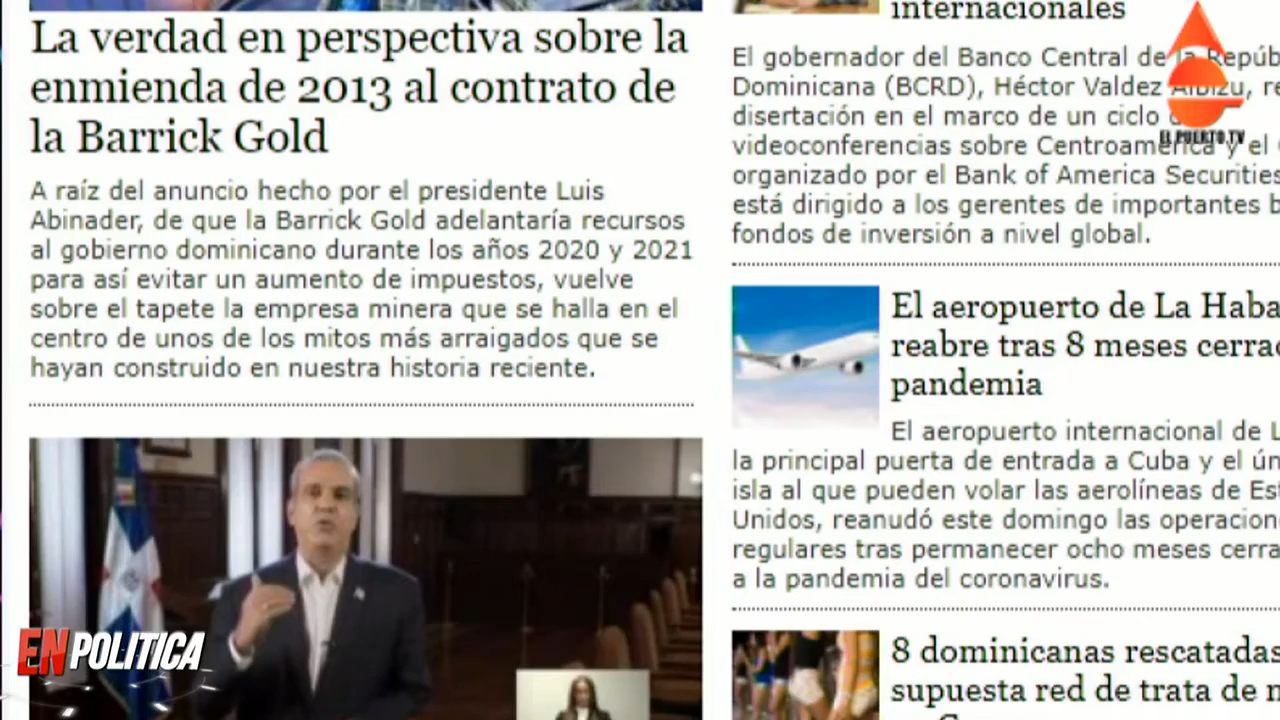 La verdad en perspectiva sobre la
enmienda de 2013 al contrato de
la Barrick Gold
A raíz del anuncio hecho por el presidente Luis
Abinader, de que la Barrick Gold adelantaría recursos
al gobierno dominicano durante los años 2020 y 2021
para así evitar un aumento de impuestos, vuelve
sobre el tapete la empresa minera que se halla en el
centro de unos de los mitos más arraigados que se
hayan construido en nuestra historia reciente.
EN POLITICA
internacionales
El gobernador del Banco Central de la Repúb
Dominicana (BCRD), Héctor Valdez Albizu, re
disertación en el marco de un ciclo
videoconferencias sobre Centroamérica y el
organizado por el Bank of America Securities
está dirigido a los gerentes de importantes b
fondos de inversión a nivel global.
El aeropuerto de La Haba
reabre tras 8 meses cerrac
pandemia
El aeropuerto internacional de L
la principal puerta de entrada a Cuba y el ún
isla al que pueden volar las aerolíneas de Est
Unidos, reanudó este domingo las operacion
regulares tras permanecer ocho meses cerra
a la pandemia del coronavirus.
8 dominicanas rescatadas
supuesta red de trata de
EL PUERTO.TV